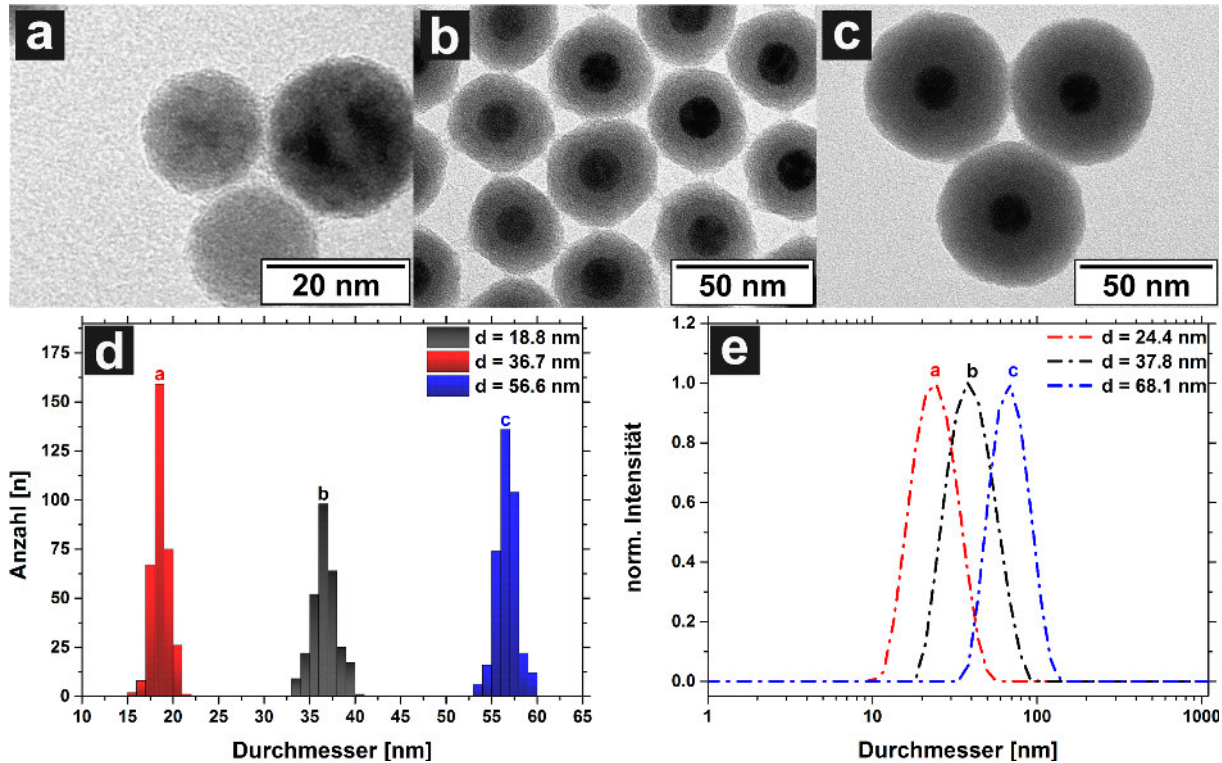 a
b
c
20 nm
50 nm
50 nm
d
d = 18.8 nm
d = 36.7 nm
d = 56.6 nm
a
b
c
175
150
125
100
75
50
25
0
10 15 20 25 30 35 40 45 50 55 60 65
Anzahl [n]
Durchmesser [nm]
e
d = 24.4 nm
d = 37.8 nm
d = 68.1 nm
a b c
1.2
1.0
0.8
0.6
0.4
0.2
0.0
1 10 100 1000
norm. Intensität
Durchmesser [nm]